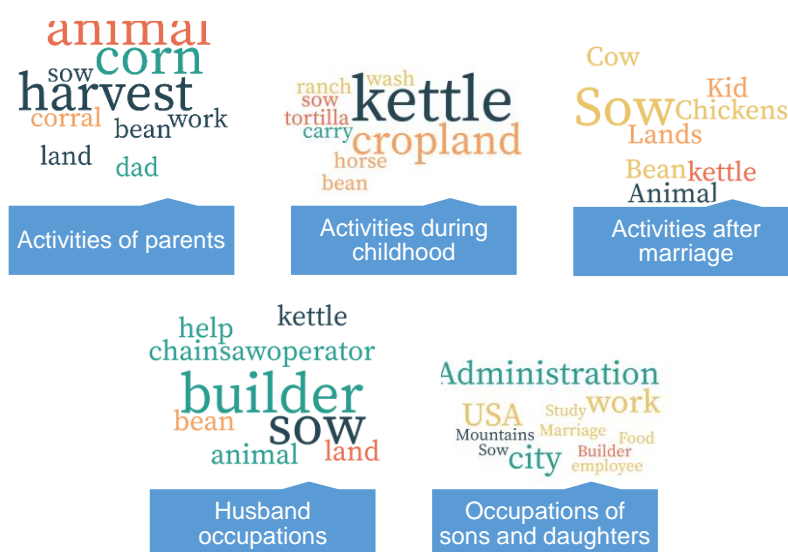 animal
corn
sow
harvest
corral
bean
work
land
dad
Activities of parents
ranch
wash
sow
kettle
tortilla
carry
cropland
horse
bean
Activities during
childhood
Cow
Kid
Sow
Chickens
Lands
Bean
kettle
Animal
Activities after
marriage
kettle
help
chainsawoperator
builder
bean
sow
animal
land
Husband
occupations
Administration
USA
Study
work
Mountains
Marriage
Food
Sow
city
Builder
employee
Occupations of
sons and daughters